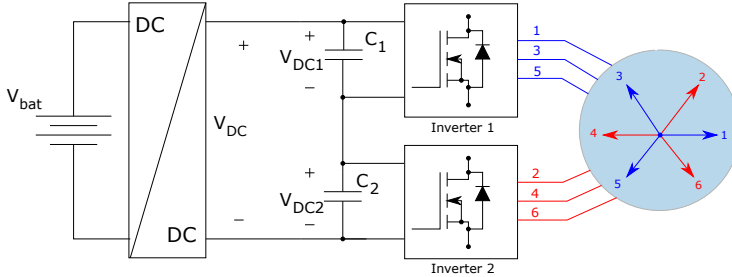 DC
DC
V_bat
+
V_DC
−
+
V_DC1
−
C_1
+
V_DC2
−
C_2
Inverter 1
1
3
5
Inverter 2
2
4
6
3
2
4
1
5
6